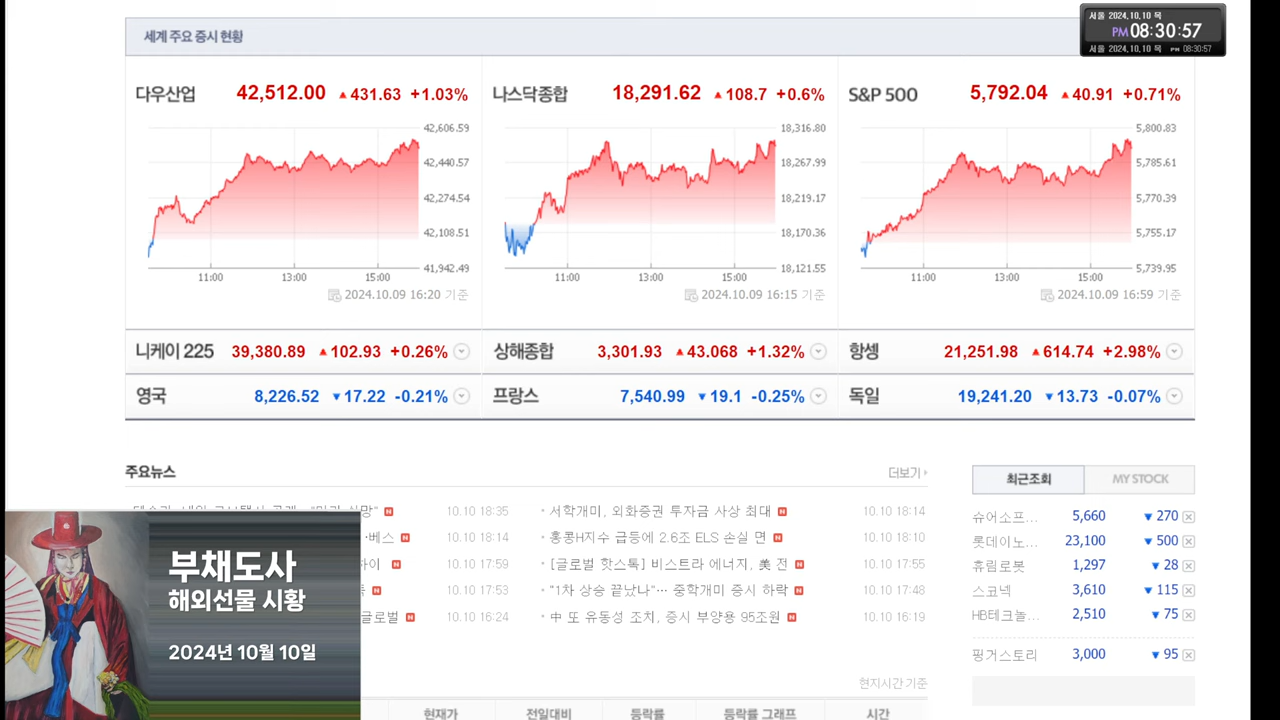 세계 주요 증시 현황
서울 2024.10.10 목
PM 08:30:57
서울 2024.10.10 목 PM 08:30:57
다우산업 42,512.00 ▲431.63 +1.03%
42,606.59
42,440.57
42,274.54
42,108.51
41,942.49
11:00 13:00 15:00
2024.10.09 16:20 기준
나스닥종합 18,291.62 ▲108.7 +0.6%
18,316.80
18,267.99
18,219.17
18,170.36
18,121.55
11:00 13:00 15:00
2024.10.09 16:15 기준
S&P 500 5,792.04 ▲40.91 +0.71%
5,800.83
5,785.61
5,770.39
5,755.17
5,739.95
11:00 13:00 15:00
2024.10.09 16:59 기준
니케이 225 39,380.89 ▲102.93 +0.26%
상해종합 3,301.93 ▲43.068 +1.32%
항셍 21,251.98 ▲614.74 +2.98%
영국 8,226.52 ▼17.22 -0.21%
프랑스 7,540.99 ▼19.1 -0.25%
독일 19,241.20 ▼13.73 -0.07%
주요뉴스 더보기
10.10 18:35
·베스 N 10.10 18:14
N 10.10 17:59
N 10.10 17:53
글로벌 N 10.10 16:24
서학개미, 외화증권 투자금 사상 최대 N 10.10 18:14
홍콩H지수 급등에 2.6조 ELS 손실 면 N 10.10 18:10
[글로벌 핫스톡] 비스트라 에너지, 美 전 N 10.10 17:55
"1차 상승 끝났나"… 중학개미 증시 하락 N 10.10 17:48
中 또 유동성 조치, 증시 부양용 95조원 N 10.10 16:19
최근조회 MY STOCK
슈어소프... 5,660 ▼270
롯데이노... 23,100 ▼500
휴림로봇 1,297 ▼28
스코넥 3,610 ▼115
HB테크놀... 2,510 ▼75
핑거스토리 3,000 ▼95
현지시간 기준
현재가 전일대비 등락률 등락률 그래프 시간
부채도사
해외선물 시황
2024년 10월 10일